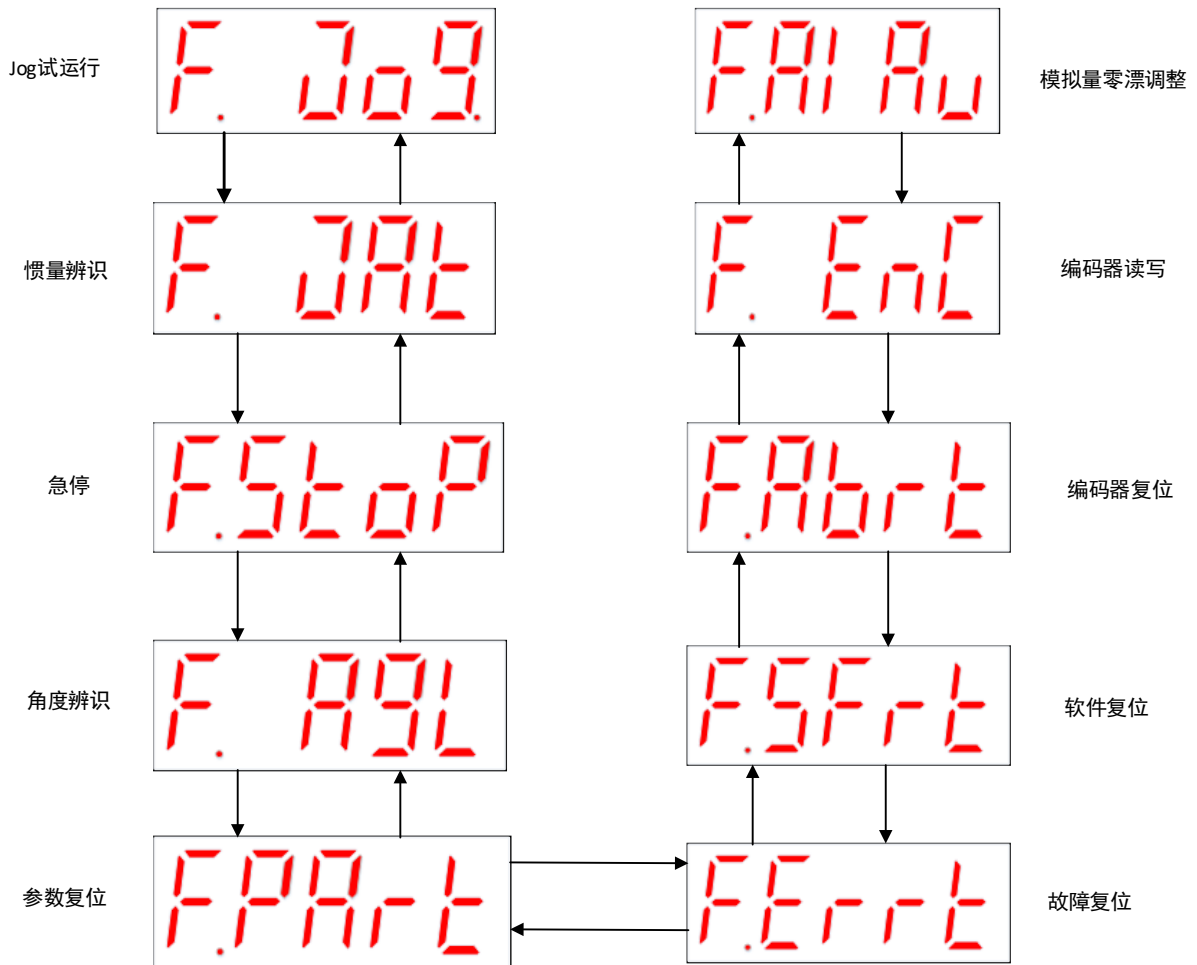 Jog试运行
F. Jog.
惯量辨识
F. JAt
急停
F.StoP
角度辨识
F. AgL
参数复位
F.PArt
F.AI Au
模拟量零漂调整
F. EnC
编码器读写
F.Abrt
编码器复位
F.SFrt
软件复位
F.Errt
故障复位